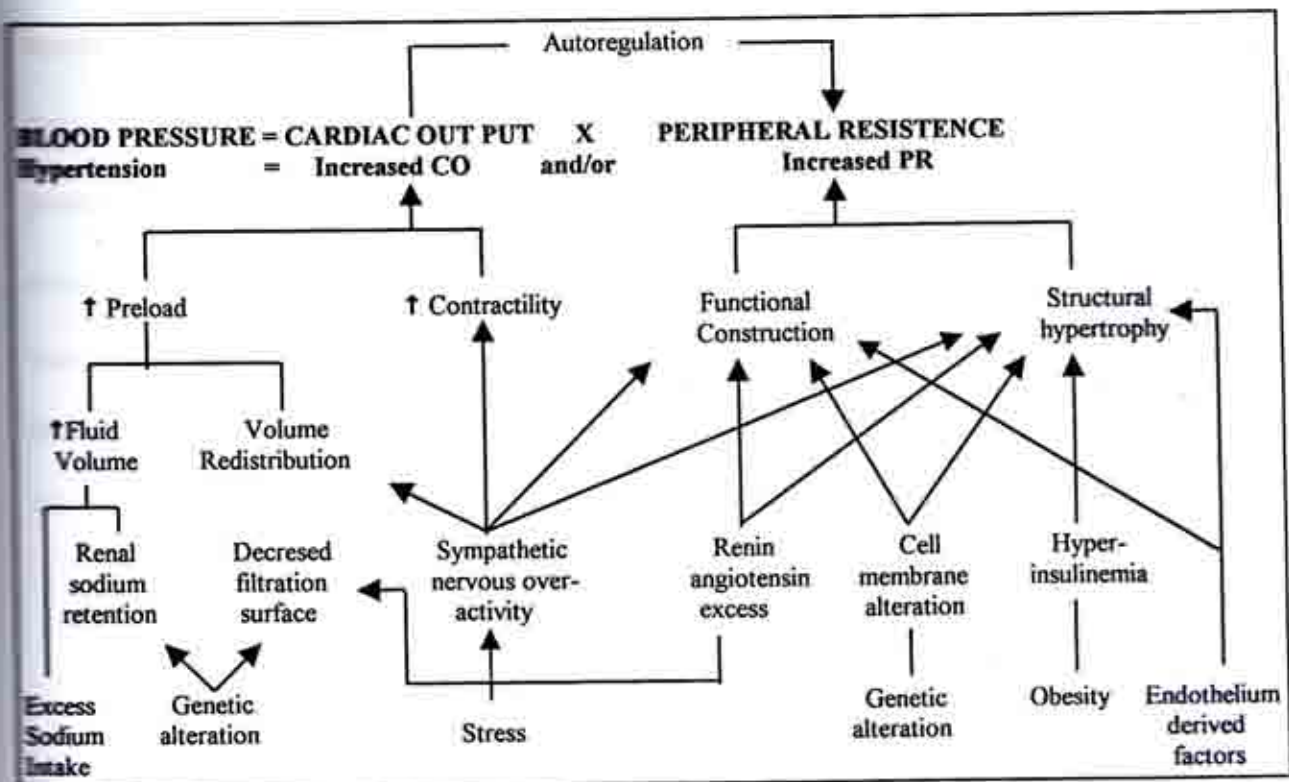 Autoregulation
BLOOD PRESSURE = CARDIAC OUT PUT X PERIPHERAL RESISTENCE
Hypertension = Increased CO and/or Increased PR
↑ Preload
↑ Contractility
Functional
Construction
Structural
hypertrophy
↑Fluid
Volume
Volume
Redistribution
Renal
sodium
retention
Decresed
filtration
surface
Sympathetic
nervous over-
activity
Renin
angiotensin
excess
Cell
membrane
alteration
Hyper-
insulinemia
Excess
Sodium
Intake
Genetic
alteration
Stress
Genetic
alteration
Obesity
Endothelium
derived
factors